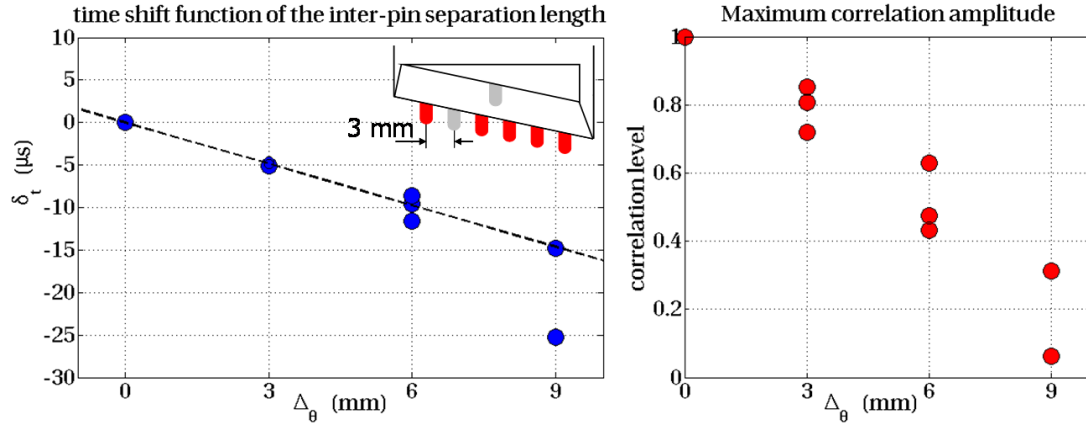 time shift function of the inter-pin separation length
10
5
0
-5
-10
-15
-20
-25
-30
δt (µs)
0 3 6 9
Δθ (mm)
3 mm
Maximum correlation amplitude
1
0.8
0.6
0.4
0.2
0
correlation level
0 3 6 9
Δθ (mm)